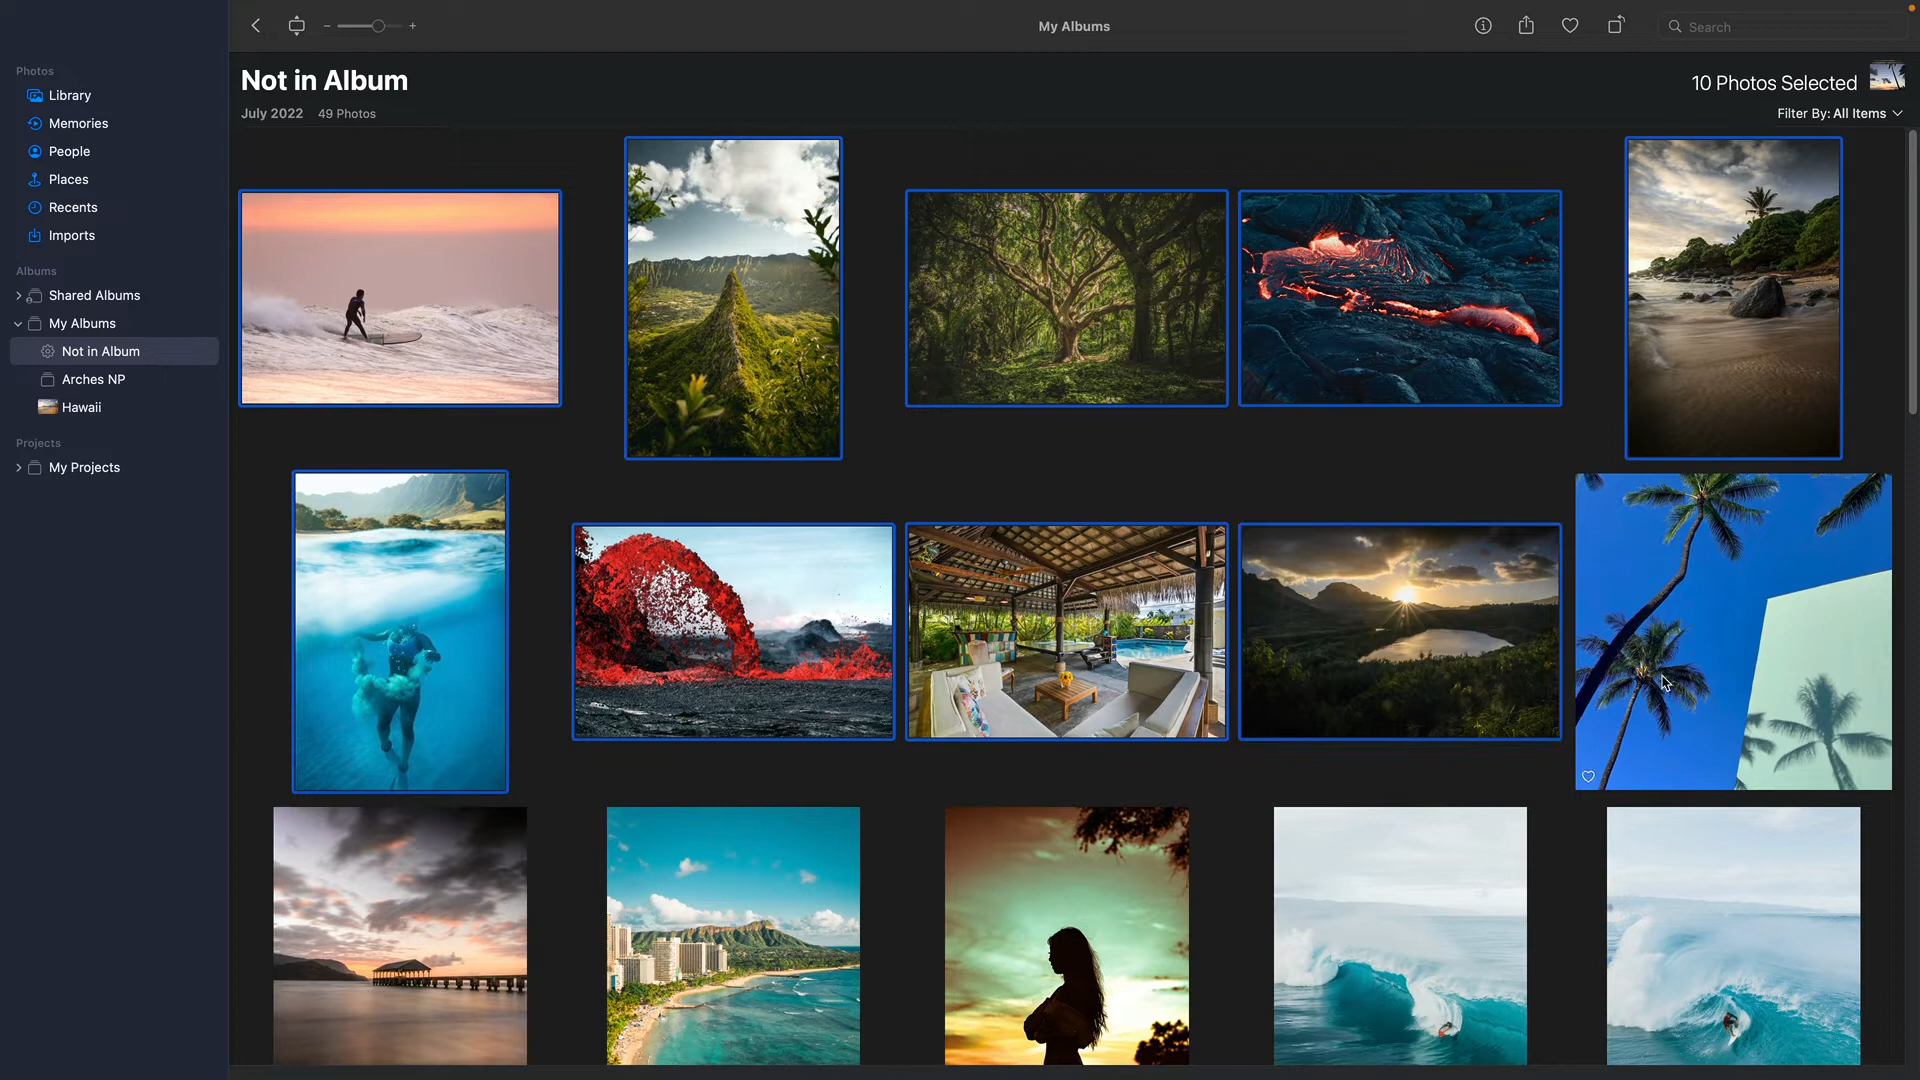 My Albums
Search
Photos
Library
Memories
People
Places
Recents
Imports
Albums
Shared Albums
My Albums
Not in Album
Arches NP
Hawaii
Projects
My Projects
Not in Album
July 2022 49 Photos
10 Photos Selected
Filter By: All Items